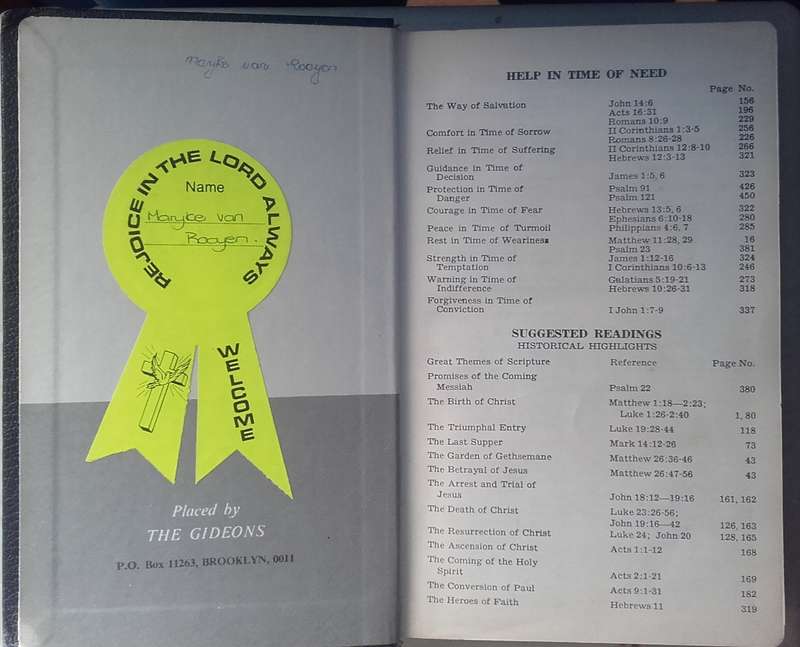 Maryke van Rooyen
REJOICE IN THE LORD ALWAYS
Name
Maryke van
Rooyen.
WELCOME
Placed by
THE GIDEONS
P.O. Box 11263, BROOKLYN, 0011
HELP IN TIME OF NEED
Page No.
The Way of Salvation John 14:6 156
Acts 16:31 196
Romans 10:9 229
Comfort in Time of Sorrow II Corinthians 1:3-5 256
Romans 8:26-28 226
Relief in Time of Suffering II Corinthians 12:8-10 266
Hebrews 12:3-13 321
Guidance in Time of
Decision James 1:5, 6 323
Protection in Time of Psalm 91 426
Danger Psalm 121 450
Courage in Time of Fear Hebrews 13:5, 6 322
Ephesians 6:10-18 280
Peace in Time of Turmoil Philippians 4:6, 7 285
Rest in Time of Weariness Matthew 11:28, 29 16
Psalm 23 381
Strength in Time of James 1:12-16 324
Temptation I Corinthians 10:6-13 246
Warning in Time of Galatians 5:19-21 273
Indifference Hebrews 10:26-31 318
Forgiveness in Time of
Conviction I John 1:7-9 337
SUGGESTED READINGS
HISTORICAL HIGHLIGHTS
Great Themes of Scripture Reference Page No.
Promises of the Coming
Messiah Psalm 22 380
The Birth of Christ Matthew 1:18—2:23;
Luke 1:26-2:40 1, 80
The Triumphal Entry Luke 19:28-44 118
The Last Supper Mark 14:12-26 73
The Garden of Gethsemane Matthew 26:36-46 43
The Betrayal of Jesus Matthew 26:47-56 43
The Arrest and Trial of
Jesus John 18:12—19:16 161, 162
The Death of Christ Luke 23:26-56;
John 19:16—42 126, 163
The Resurrection of Christ Luke 24; John 20 128, 165
The Ascension of Christ Acts 1:1-12 168
The Coming of the Holy
Spirit Acts 2:1-21 169
The Conversion of Paul Acts 9:1-31 182
The Heroes of Faith Hebrews 11 319